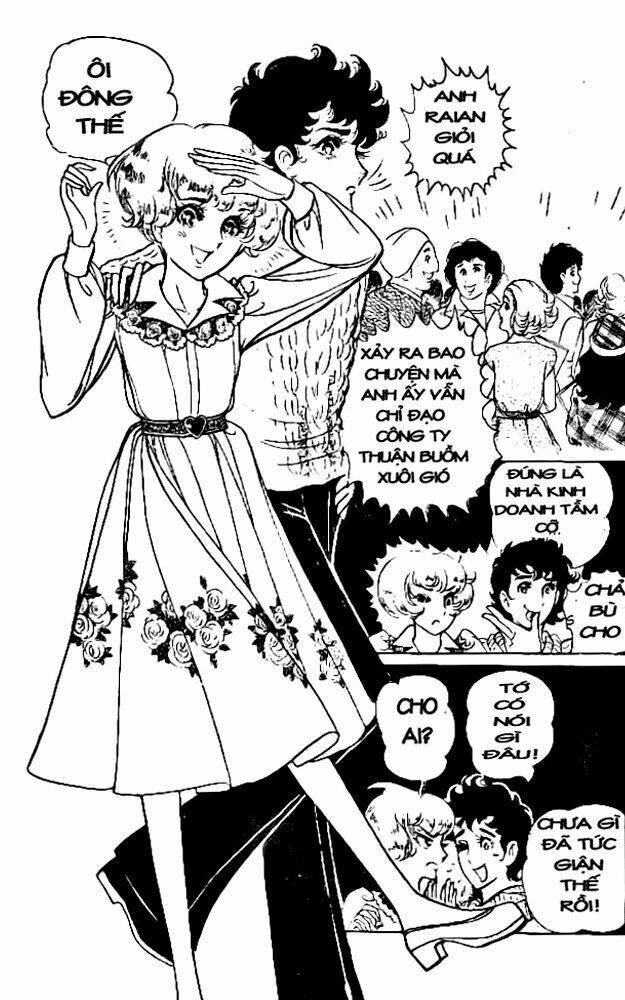 ÔI
ĐÔNG
THẾ
ANH
RAIAN
GIỎI
QUÁ
XẢY RA BAO
CHUYỆN MÀ
ANH ẤY VẪN
CHỈ ĐẠO
CÔNG TY
THUẬN BUỒM
XUÔI GIÓ
ĐÚNG LÀ
NHÀ KINH
DOANH TẦM
CỠ.
CHẢ
BÙ
CHO
CHO
AI?
TỚ
CÓ
NÓI
GÌ
ĐÂU!
CHƯA GÌ
ĐÃ TỨC
GIẬN
THẾ
RỒI!